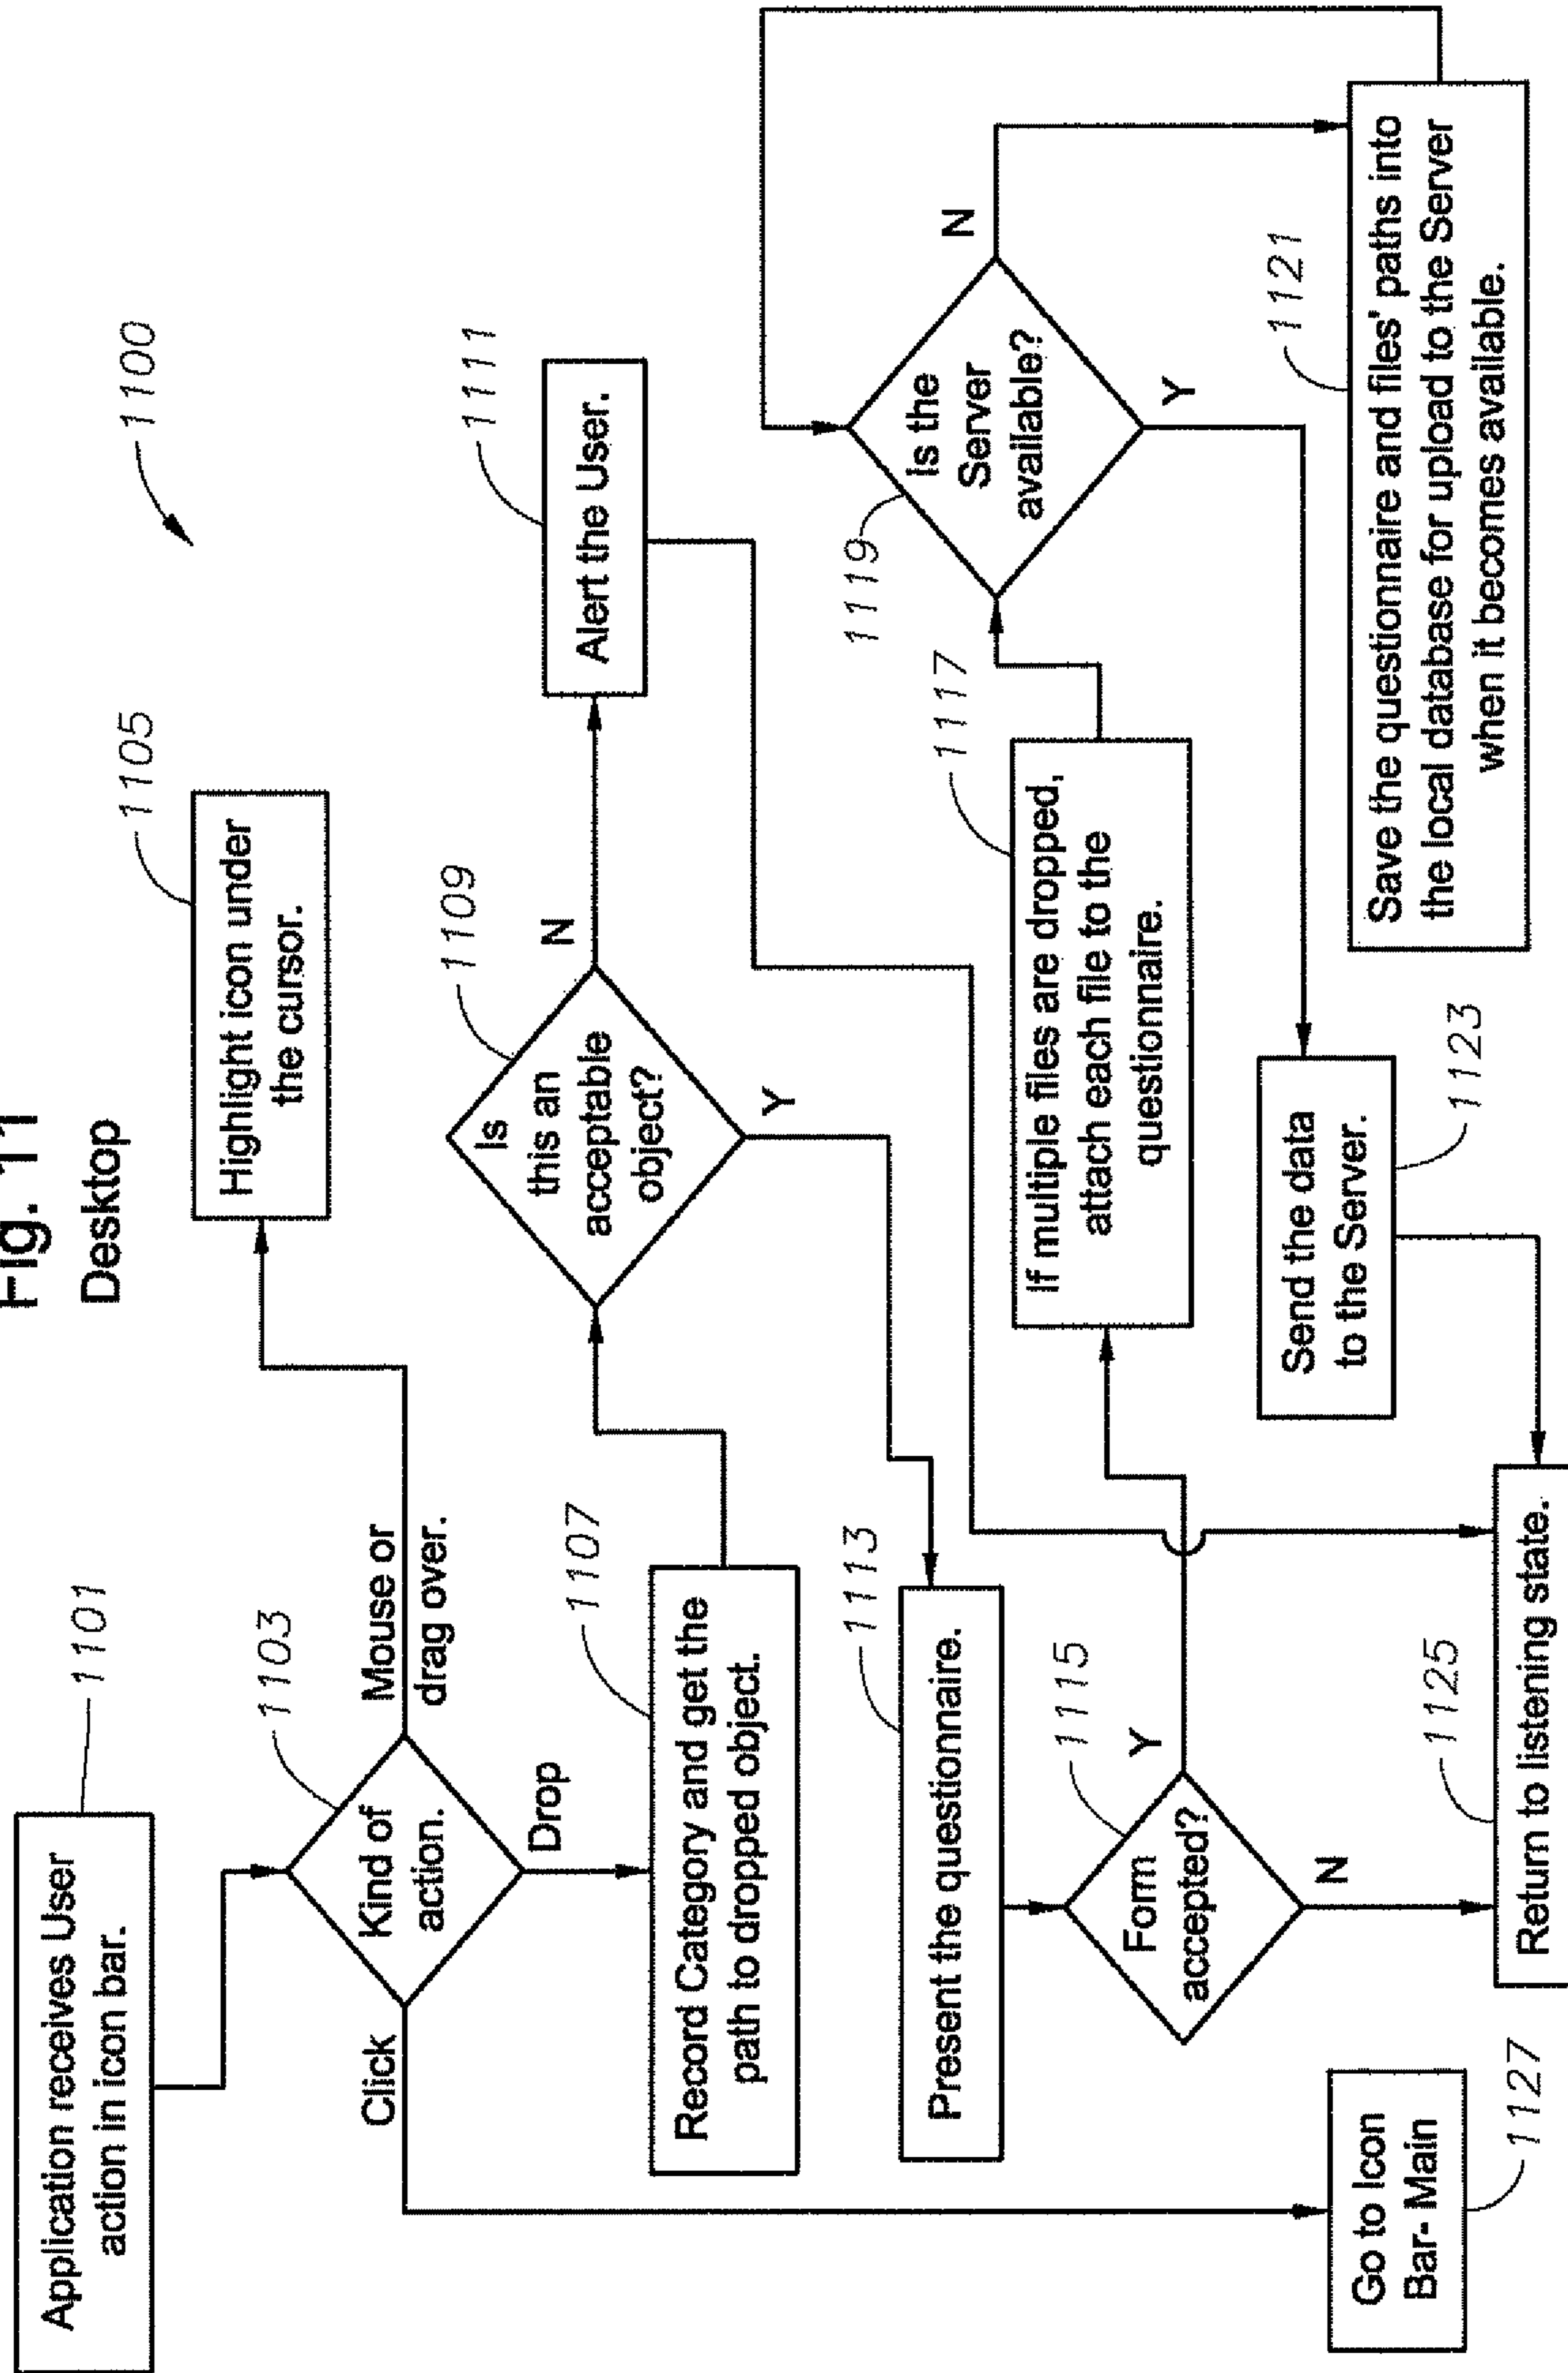 Fig. 11
Desktop
1100
Application receives User
action in icon bar.
1101
Kind of
action.
1103
Mouse or
drag over.
Click
Drop
Highlight icon under
the cursor.
1105
Record Category and get the
path to dropped object.
1107
Is
this an
acceptable
object?
1109
N
Y
Alert the User.
1111
Present the questionnaire.
1113
Form
accepted?
1115
Y
N
If multiple files are dropped,
attach each file to the
questionnaire.
1117
Is the
Server
available?
1119
N
Y
Save the questionnaire and files' paths into
the local database for upload to the Server
when it becomes available.
1121
Send the data
to the Server.
1123
Return to listening state.
1125
Go to Icon
Bar- Main
1127